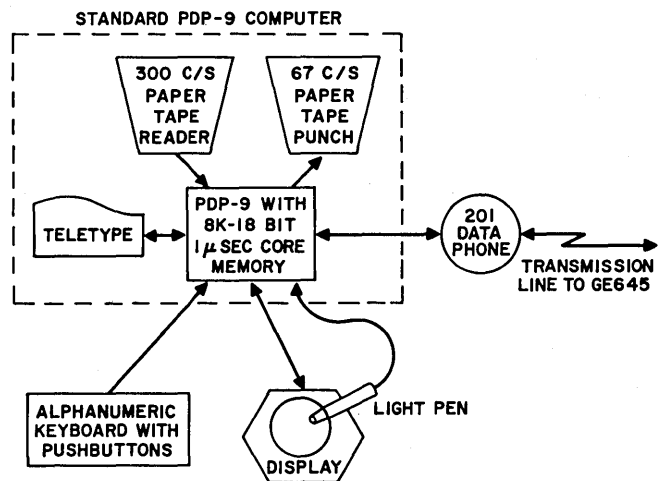 STANDARD PDP-9 COMPUTER
300 C/S
PAPER
TAPE
READER
67 C/S
PAPER
TAPE
PUNCH
TELETYPE
PDP-9 WITH
8K-18 BIT
1 μ SEC CORE
MEMORY
201
DATA
PHONE
TRANSMISSION
LINE TO GE645
ALPHANUMERIC
KEYBOARD WITH
PUSHBUTTONS
LIGHT PEN
DISPLAY